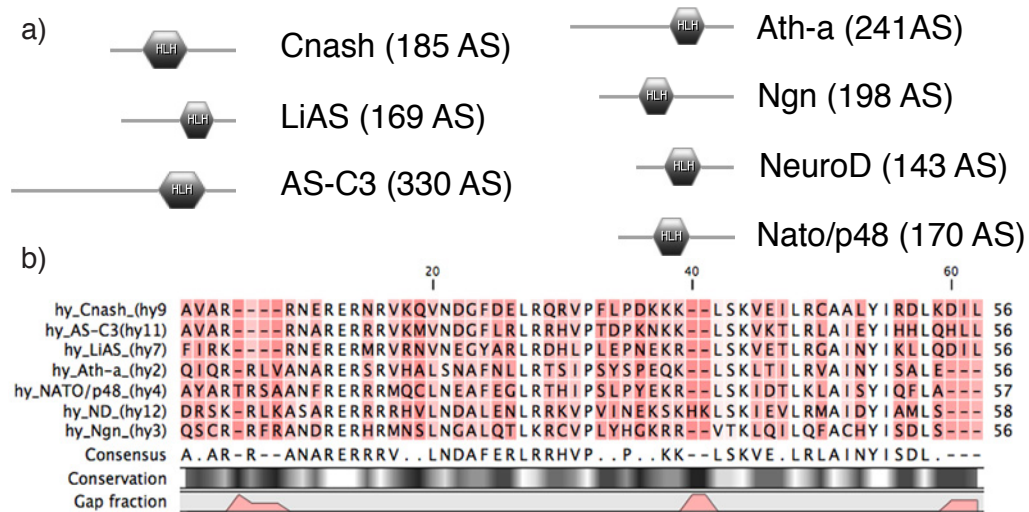 a)
HLH
Cnash (185 AS)
HLH
LiAS (169 AS)
HLH
AS-C3 (330 AS)
HLH
Ath-a (241AS)
HLH
Ngn (198 AS)
HLH
NeuroD (143 AS)
HLH
Nato/p48 (170 AS)
b)
20 40 60
hy_Cnash_(hy9 AVAR----RNERERNRVKQVNDGFDELRQRVPFLPDKKK--LSKVEILRCAALYIRDLKDIL 56
hy_AS-C3(hy11) AVAR----RNARERRRVKMVNDGFLRLRRHVPTDPKNKK--LSKVKTLRLAIEYIHHLQHLL 56
hy_LiAS_(hy7) FIRK----RNERERMRVRNVNEGYARLRDHLPLEPNEKR--LSKVETLRGAINYIKLLQDIL 56
hy_Ath-a_(hy2) QIQR-RLVANARERSRVHALSNAFNLLRTSIPSYSPEQK--LSKLTILRVAINYISALE--- 56
hy_NATO/p48_(hy4) AYARTRSAANLRERRRMQCLNEAFEGLRTHIPSLPYEKR--LSKIDTLKLAISYIQFLA--- 57
hy_ND_(hy12) DRSK-RLKASARERRRRHVLNDALENLRRKVPVINEKSKHKLSKIEVLRMAIDYIAMLS--- 58
hy_Ngn_(hy3) QSCR-RFRANDRERHRMNSLNGALQTLKRCVPLYHGKRR--VTKLQILQFACHYISDLS--- 56
Consensus A.AR-R--ANARERRRV..LNDAFERLRRHVP..P..KK--LSKVE.LRLAINYISDL.---
Conservation
Gap fraction